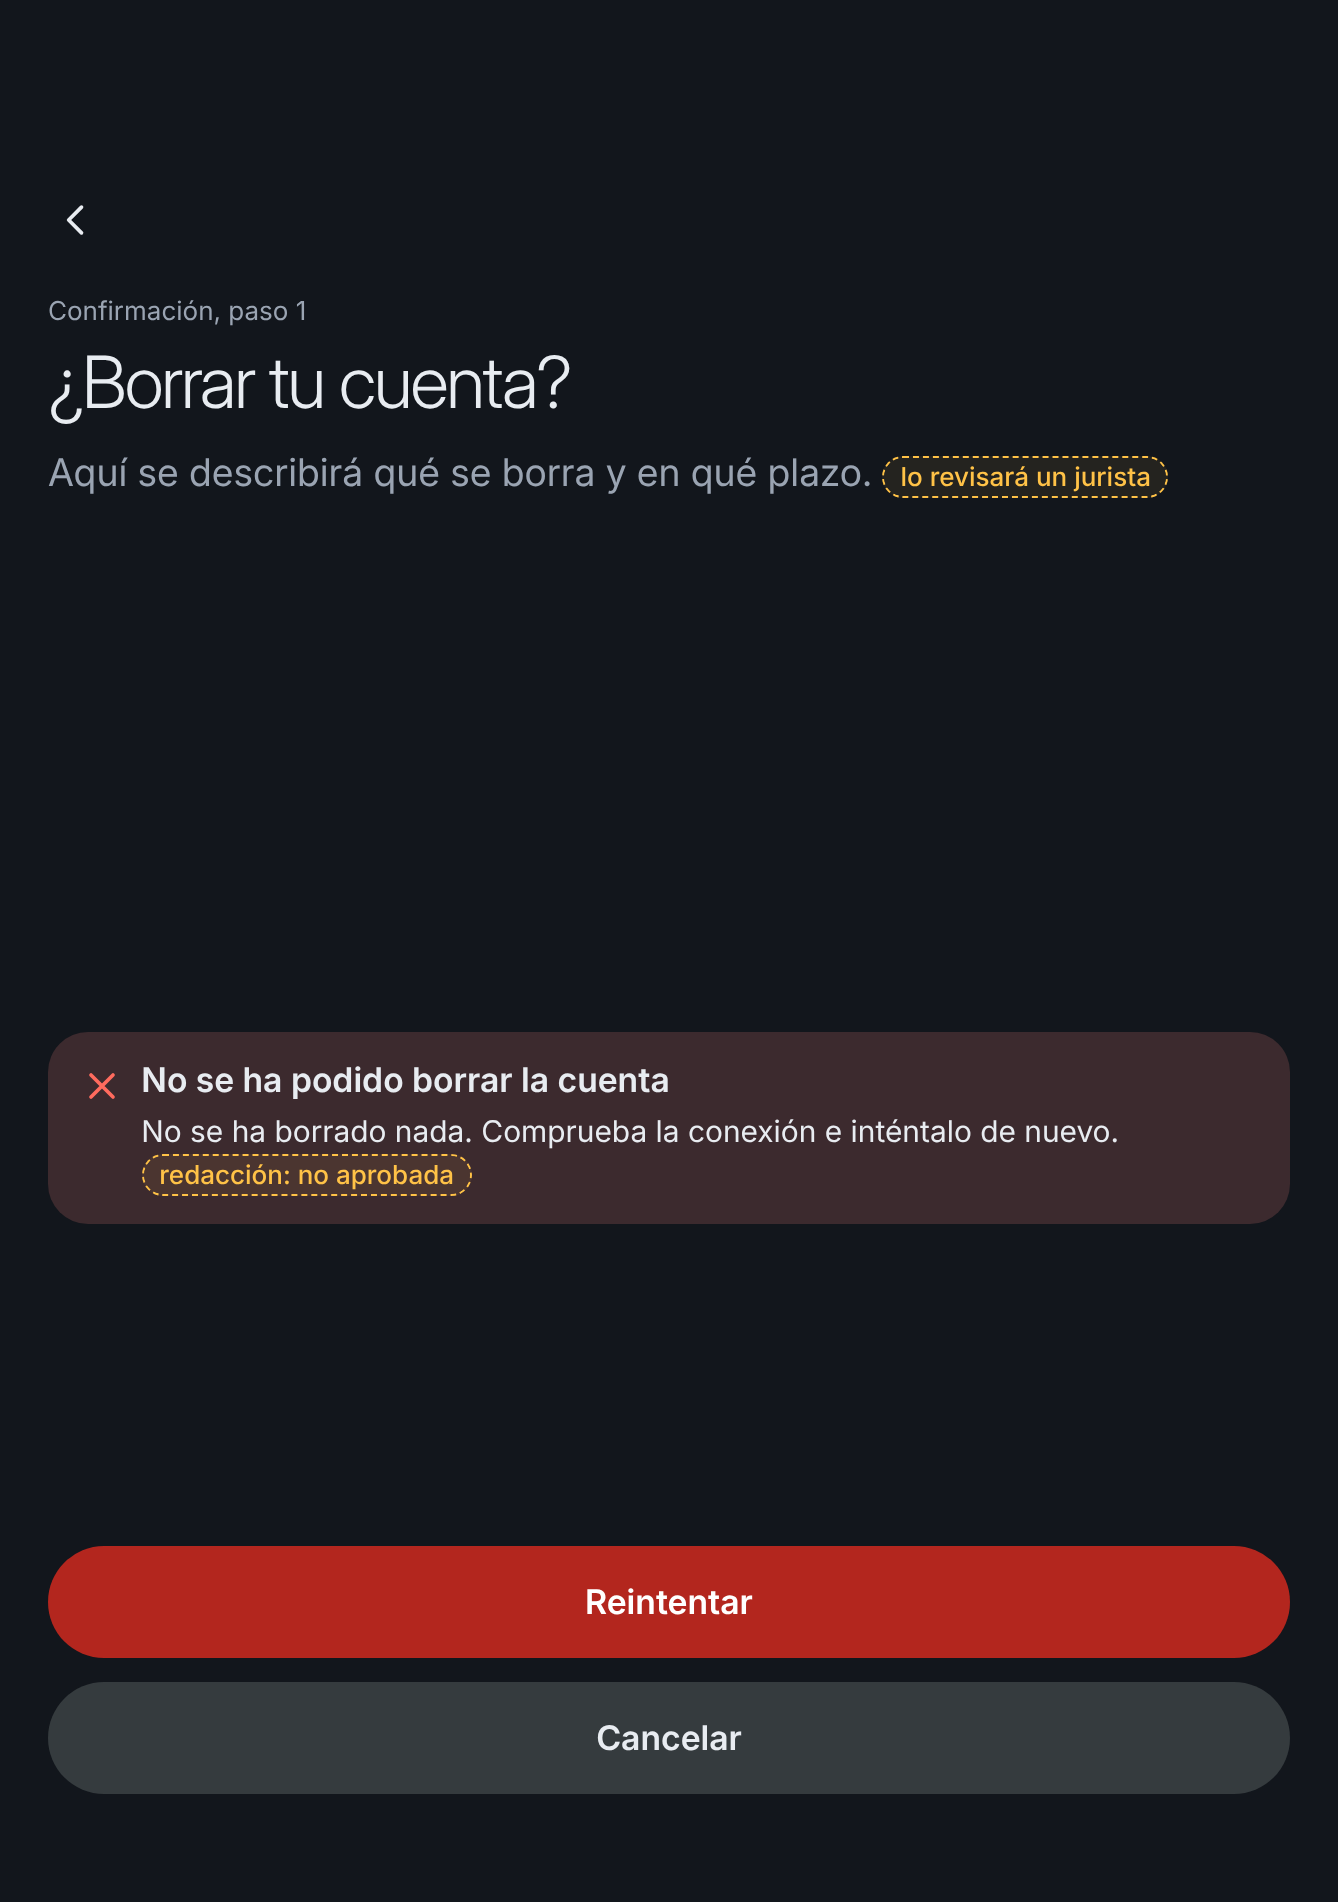 Confirmación, paso 1
¿Borrar tu cuenta?
Aquí se describirá qué se borra y en qué plazo. lo revisará un jurista
No se ha podido borrar la cuenta
No se ha borrado nada. Comprueba la conexión e inténtalo de nuevo.
redacción: no aprobada
Reintentar
Cancelar